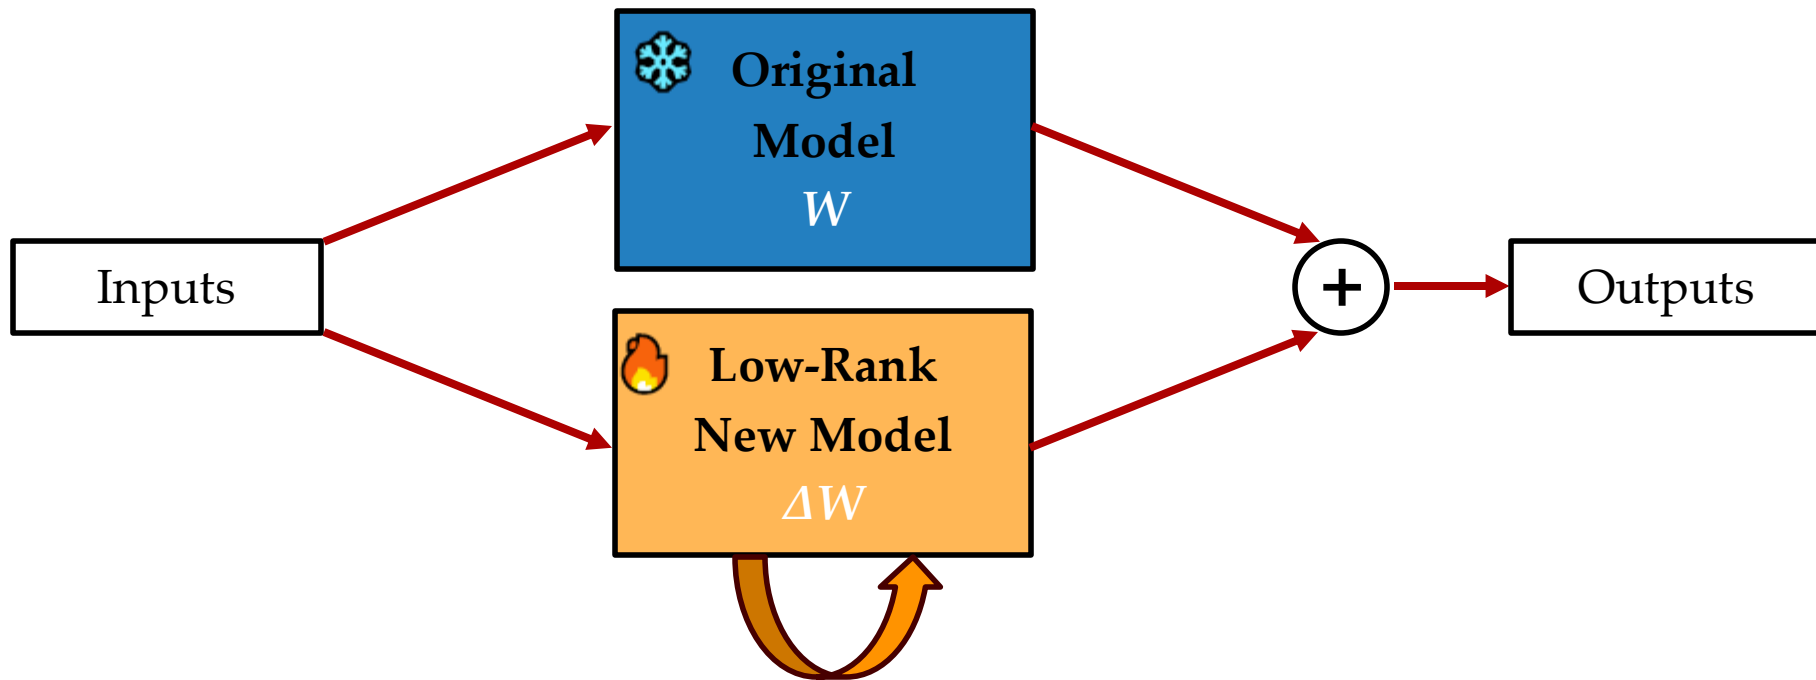 Original
Model
W
Inputs
+
Outputs
Low-Rank
New Model
ΔW